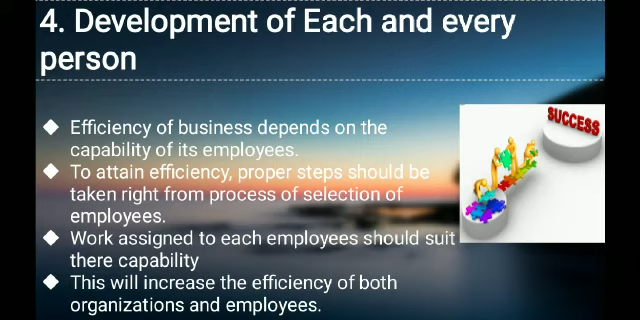 4. Development of Each and every
person
◆ Efficiency of business depends on the
capability of its employees.
◆ To attain efficiency, proper steps should be
taken right from process of selection of
employees.
◆ Work assigned to each employees should suit
there capability
◆ This will increase the efficiency of both
organizations and employees.
SUCCESS